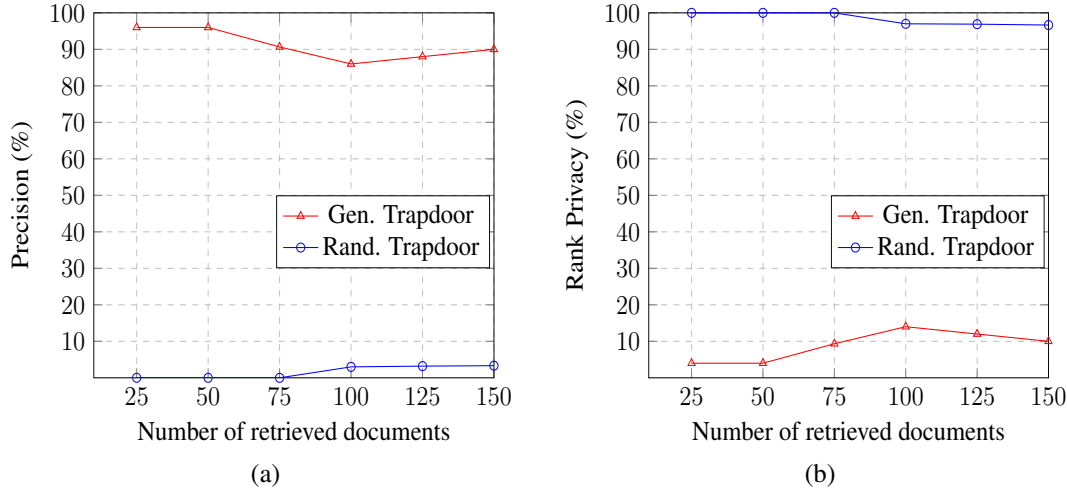 100
90
80
70
60
50
40
30
20
10
Precision (%)
Gen. Trapdoor
Rand. Trapdoor
25 50 75 100 125 150
Number of retrieved documents
(a)
100
90
80
70
60
50
40
30
20
10
Rank Privacy (%)
Gen. Trapdoor
Rand. Trapdoor
25 50 75 100 125 150
Number of retrieved documents
(b)